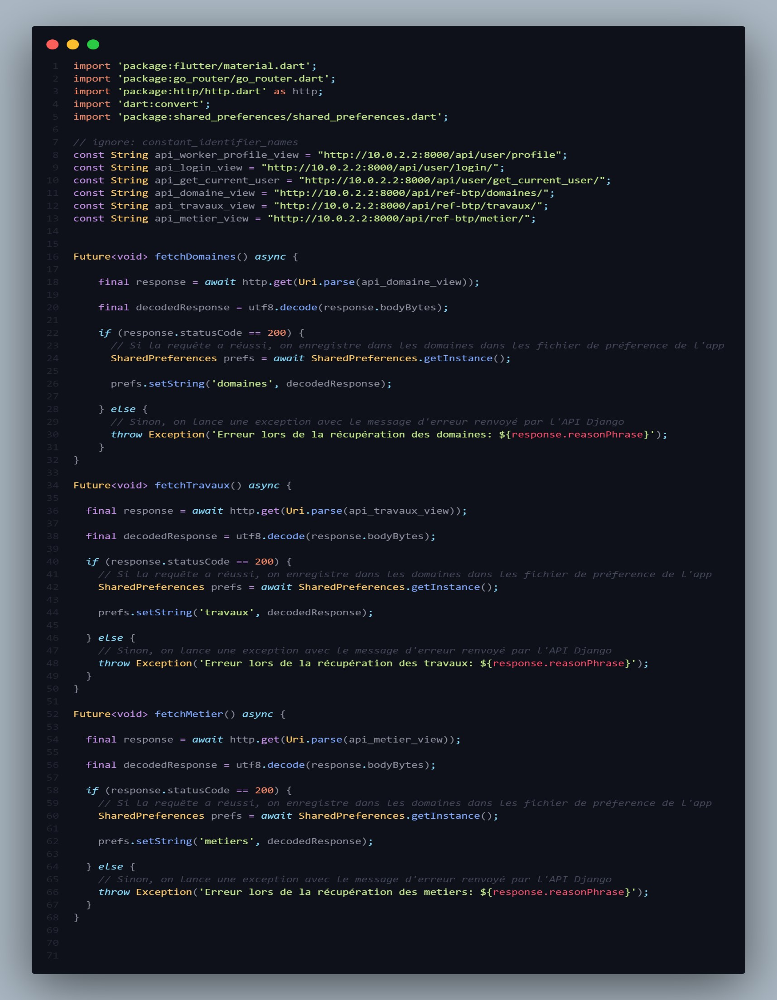 1 import 'package:flutter/material.dart';
2 import 'package:go_router/go_router.dart';
3 import 'package:http/http.dart' as http;
4 import 'dart:convert';
5 import 'package:shared_preferences/shared_preferences.dart';
6
7 // ignore: constant_identifier_names
8 const String api_worker_profile_view = "http://10.0.2.2:8000/api/user/profile";
9 const String api_login_view = "http://10.0.2.2:8000/api/user/login/";
10 const String api_get_current_user = "http://10.0.2.2:8000/api/user/get_current_user/";
11 const String api_domaine_view = "http://10.0.2.2:8000/api/ref-btp/domaines/";
12 const String api_travaux_view = "http://10.0.2.2:8000/api/ref-btp/travaux/";
13 const String api_metier_view = "http://10.0.2.2:8000/api/ref-btp/metier/";
14
15
16 Future<void> fetchDomaines() async {
17
18     final response = await http.get(Uri.parse(api_domaine_view));
19
20     final decodedResponse = utf8.decode(response.bodyBytes);
21
22     if (response.statusCode == 200) {
23       // Si la requête a réussi, on enregistre dans les domaines dans les fichier de préference de l'app
24       SharedPreferences prefs = await SharedPreferences.getInstance();
25
26       prefs.setString('domaines', decodedResponse);
27
28     } else {
29       // Sinon, on lance une exception avec le message d'erreur renvoyé par l'API Django
30       throw Exception('Erreur lors de la récupération des domaines: ${response.reasonPhrase}');
31     }
32 }
33
34 Future<void> fetchTravaux() async {
35
36   final response = await http.get(Uri.parse(api_travaux_view));
37
38   final decodedResponse = utf8.decode(response.bodyBytes);
39
40   if (response.statusCode == 200) {
41     // Si la requête a réussi, on enregistre dans les domaines dans les fichier de préference de l'app
42     SharedPreferences prefs = await SharedPreferences.getInstance();
43
44     prefs.setString('travaux', decodedResponse);
45
46   } else {
47     // Sinon, on lance une exception avec le message d'erreur renvoyé par l'API Django
48     throw Exception('Erreur lors de la récupération des travaux: ${response.reasonPhrase}');
49   }
50 }
51
52 Future<void> fetchMetier() async {
53
54   final response = await http.get(Uri.parse(api_metier_view));
55
56   final decodedResponse = utf8.decode(response.bodyBytes);
57
58   if (response.statusCode == 200) {
59     // Si la requête a réussi, on enregistre dans les domaines dans les fichier de préference de l'app
60     SharedPreferences prefs = await SharedPreferences.getInstance();
61
62     prefs.setString('metiers', decodedResponse);
63
64   } else {
65     // Sinon, on lance une exception avec le message d'erreur renvoyé par l'API Django
66     throw Exception('Erreur lors de la récupération des metiers: ${response.reasonPhrase}');
67   }
68 }
69
70
71